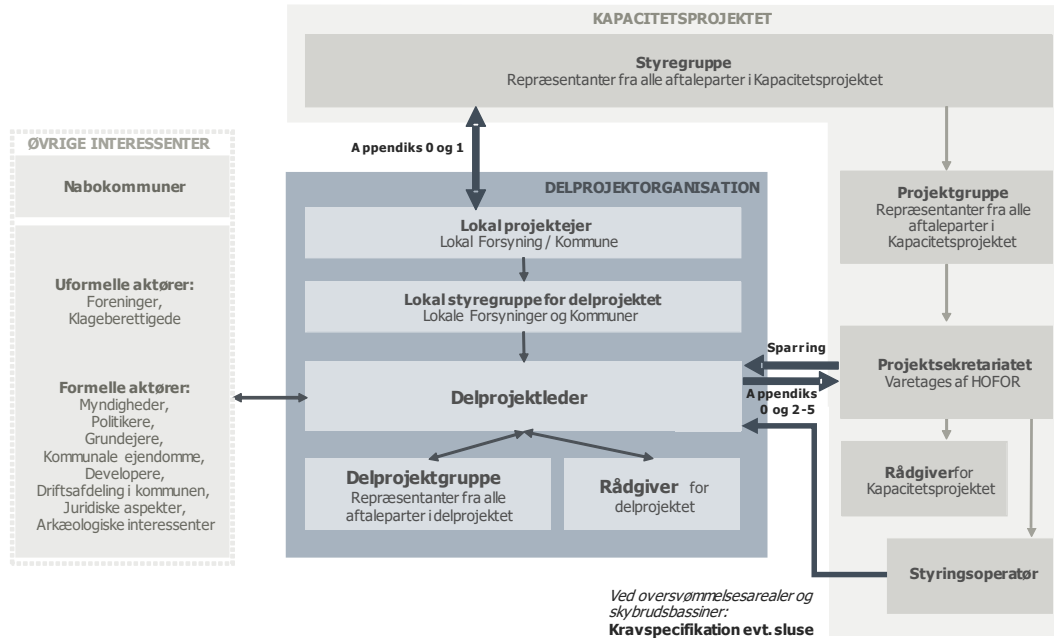 KAPACITETSPROJEKTET
Styregruppe
Repræsentanter fra alle aftaleparter i Kapacitetsprojektet
ØVRIGE INTERESSENTER
Nabokommuner
Uformelle aktører:
Foreninger,
Klageberettigede
Formelle aktører:
Myndigheder,
Politikere,
Grundejere,
Kommunale ejendomme,
Developere,
Driftsafdeling i kommunen,
Juridiske aspekter,
Arkæologiske interessenter
Appendiks 0 og 1
DELPROJEKTORGANISATION
Lokal projektejer
Lokal Forsyning / Kommune
Lokal styregruppe for delprojektet
Lokale Forsyninger og Kommuner
Delprojektleder
Delprojektgruppe
Repræsentanter fra alle
aftaleparter i delprojektet
Rådgiver for
delprojektet
Sparring
Appendiks
0 og 2-5
Projektgruppe
Repræsentanter fra alle
aftaleparter i
Kapacitetsprojektet
Projektsekretariatet
Varetages af HOFOR
Rådgiver for
Kapacitetsprojektet
Styringsoperatør
Ved oversvømmelsesarealer og
skybrudsbassiner:
Kravspecifikation evt. sluse